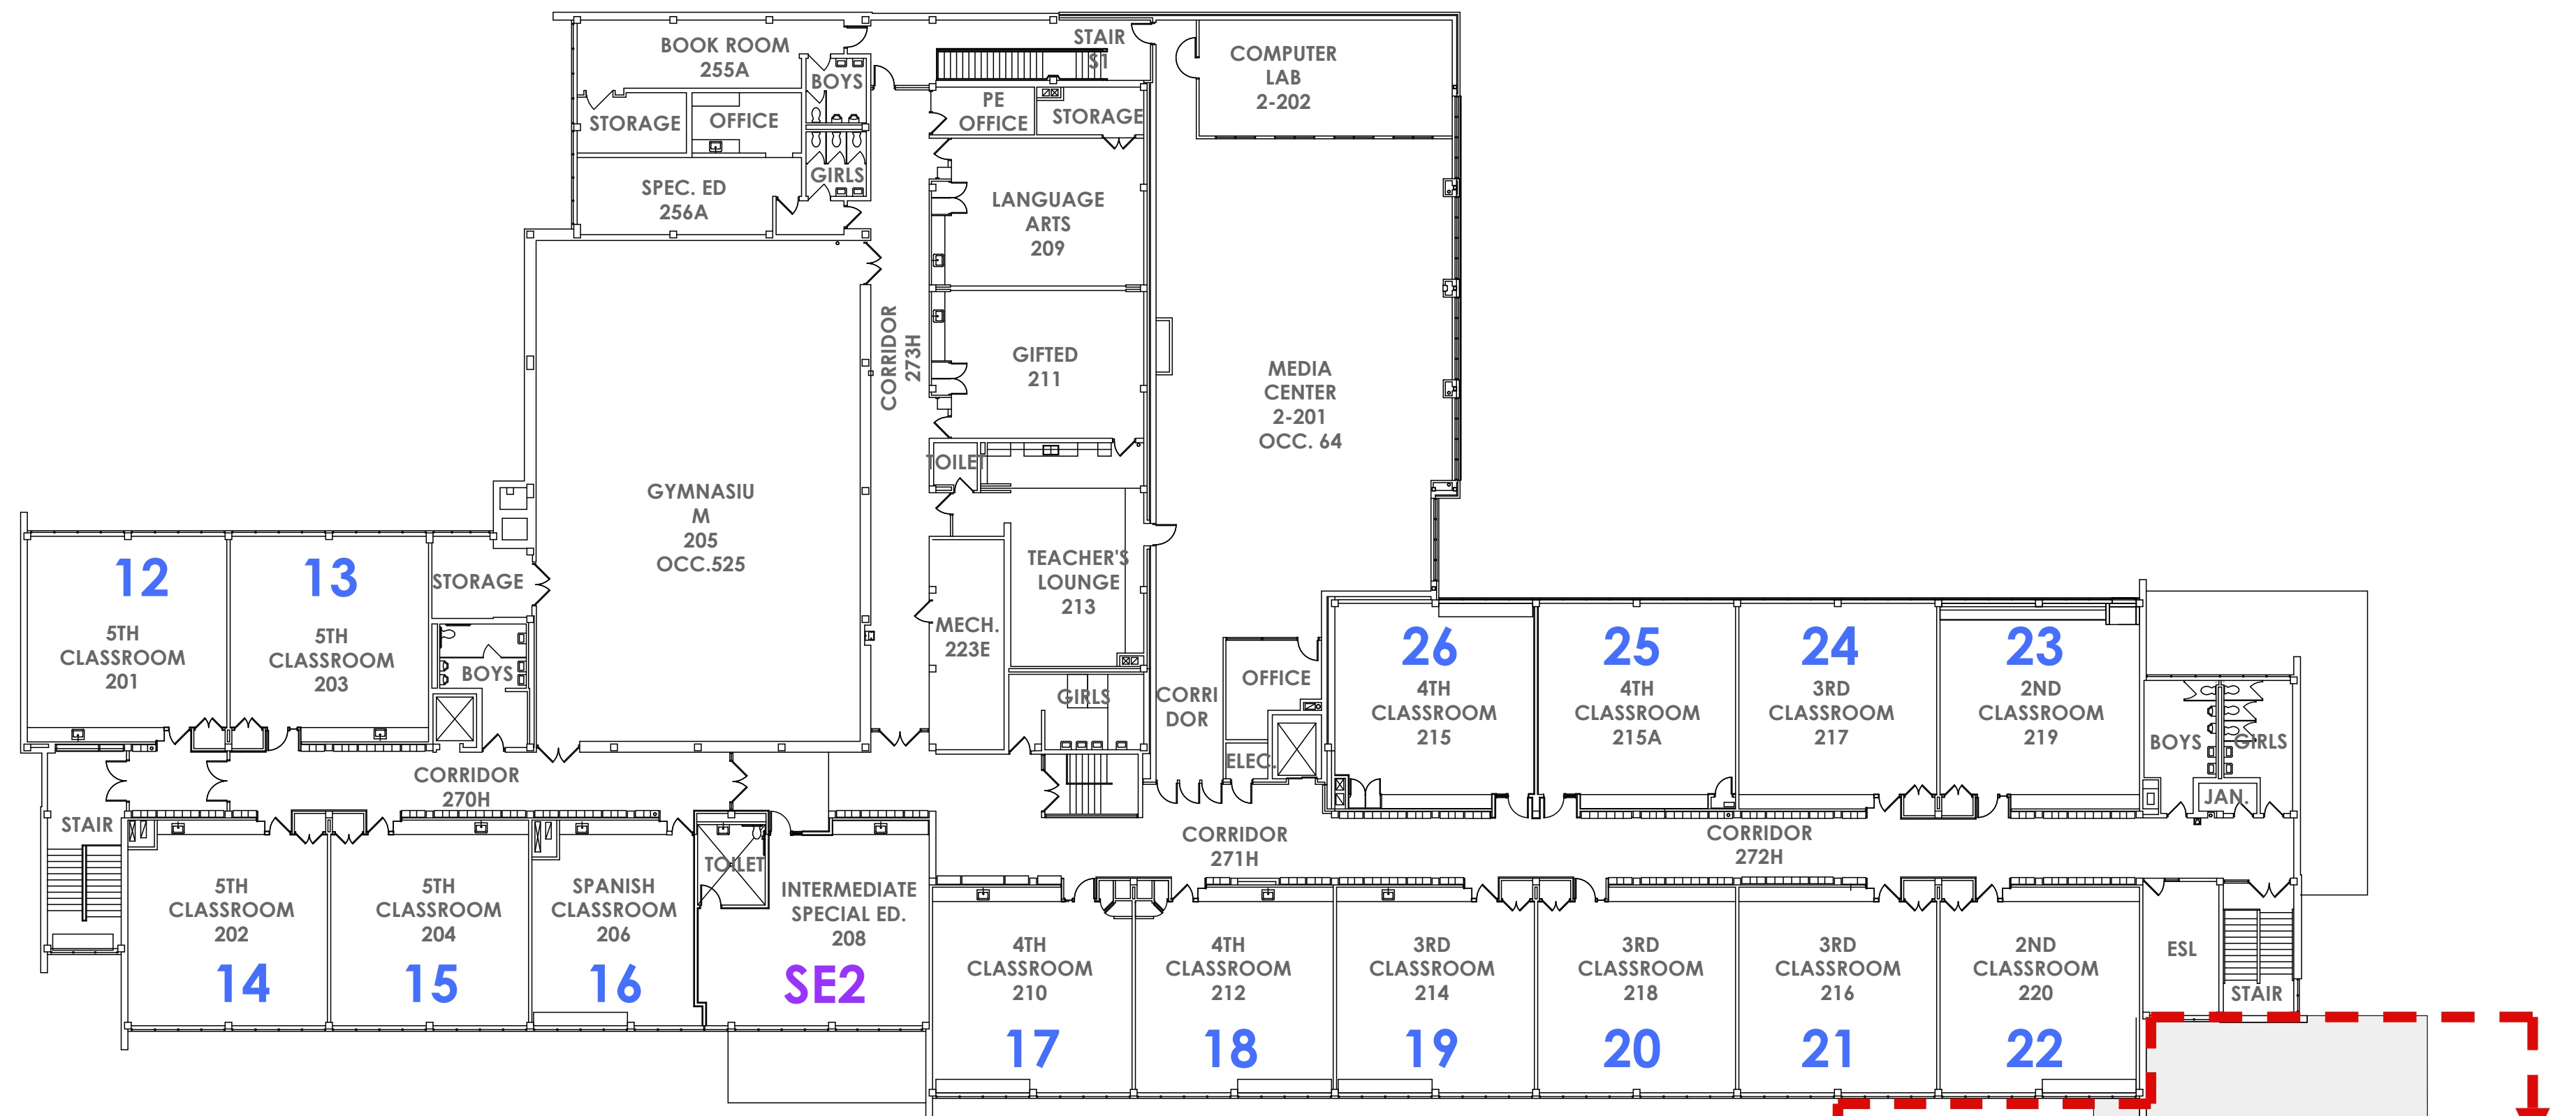 BOOK ROOM
255A
BOYS
STAIR
S1
COMPUTER
LAB
2-202
STORAGE
OFFICE
PE
OFFICE
STORAGE
GIRLS
SPEC. ED
256A
LANGUAGE
ARTS
209
CORRIDOR
273H
GIFTED
211
MEDIA
CENTER
2-201
OCC. 64
TOILET
GYMNASIU
M
205
OCC.525
TEACHER'S
LOUNGE
213
MECH.
223E
12
5TH
CLASSROOM
201
13
5TH
CLASSROOM
203
STORAGE
BOYS
GIRLS
CORRI
DOR
OFFICE
ELEC.
26
4TH
CLASSROOM
215
25
4TH
CLASSROOM
215A
24
3RD
CLASSROOM
217
23
2ND
CLASSROOM
219
BOYS
GIRLS
JAN.
CORRIDOR
270H
STAIR
CORRIDOR
271H
CORRIDOR
272H
5TH
CLASSROOM
202
14
5TH
CLASSROOM
204
15
SPANISH
CLASSROOM
206
16
TOILET
INTERMEDIATE
SPECIAL ED.
208
SE2
4TH
CLASSROOM
210
17
4TH
CLASSROOM
212
18
3RD
CLASSROOM
214
19
3RD
CLASSROOM
218
20
3RD
CLASSROOM
216
21
2ND
CLASSROOM
220
22
ESL
STAIR